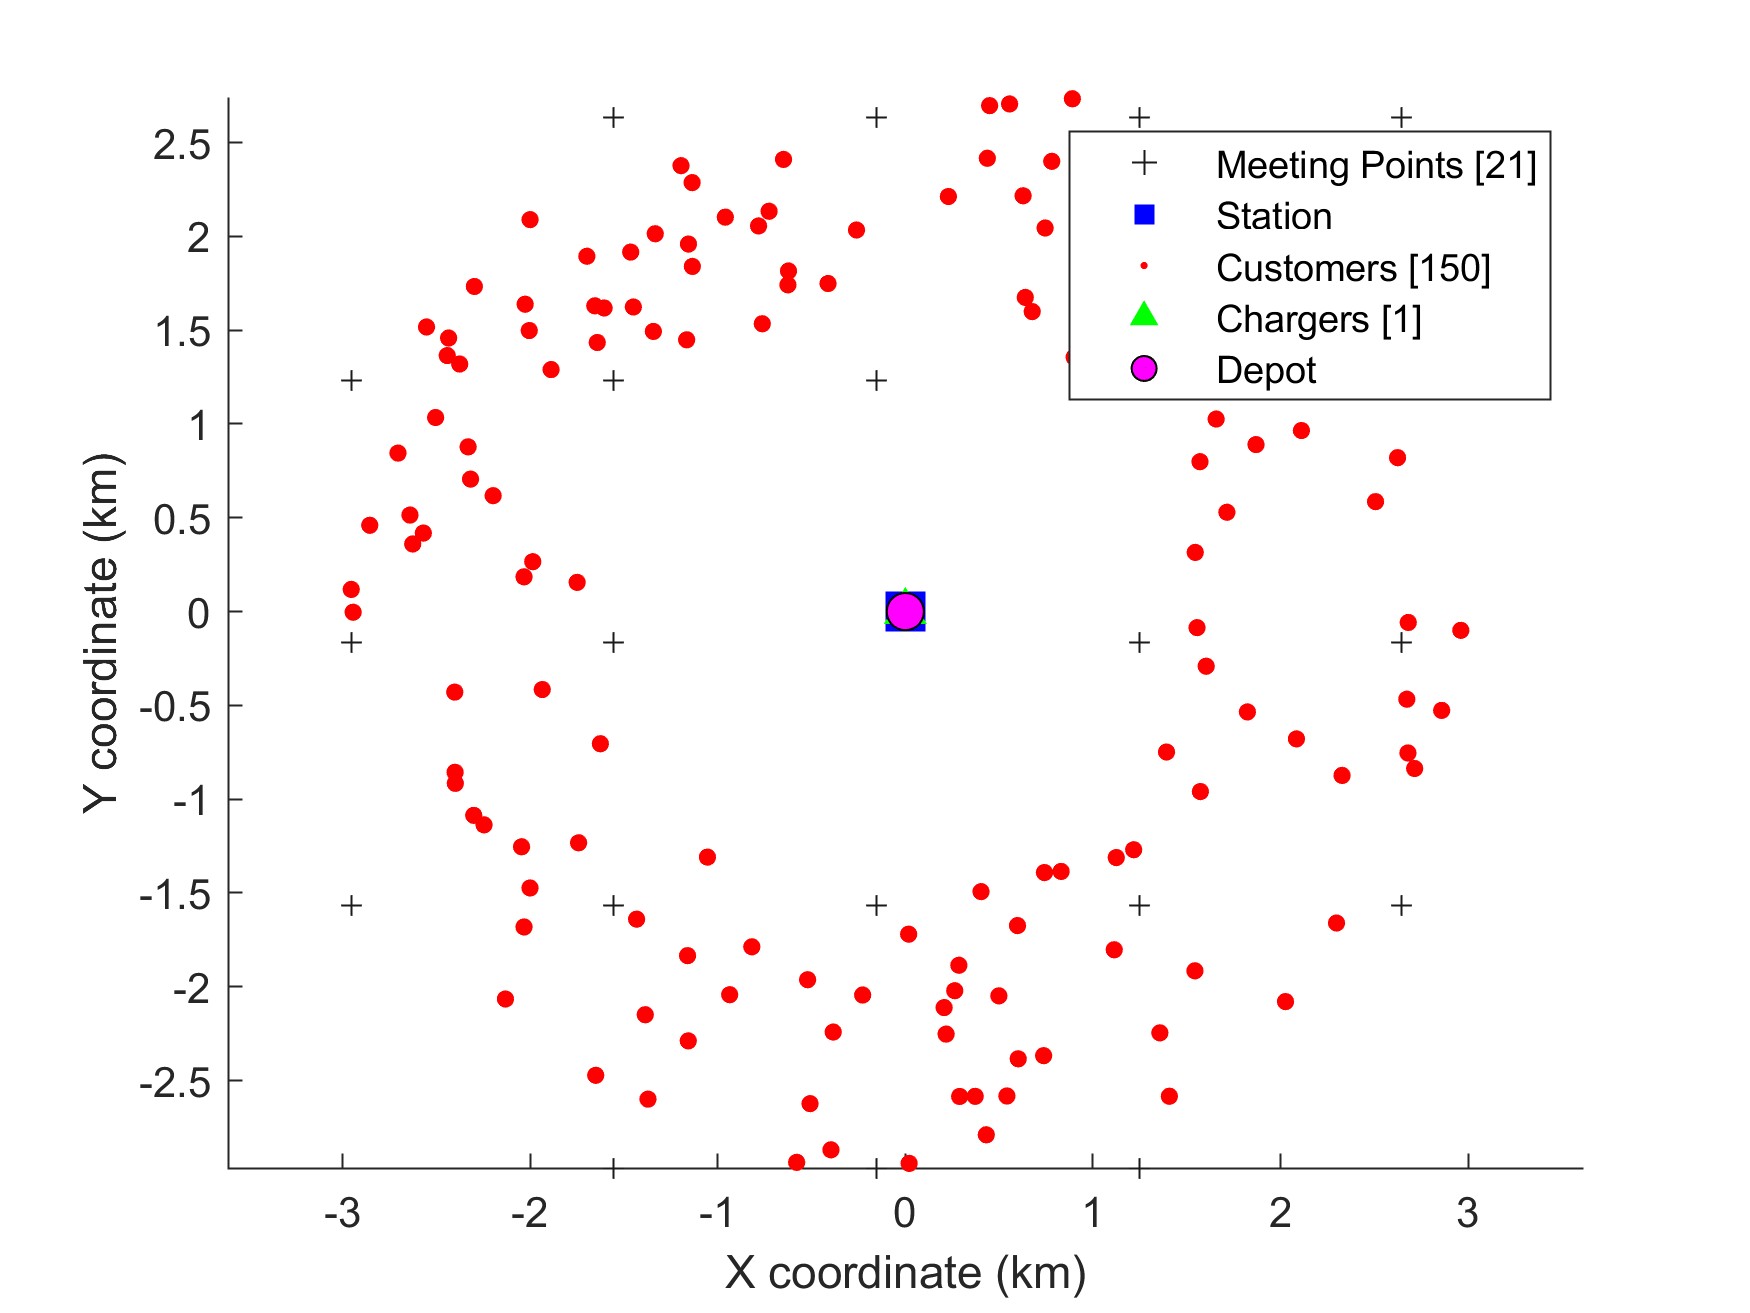 2.5
2
1.5
1
0.5
0
-0.5
-1
-1.5
-2
-2.5
Y coordinate (km)
Meeting Points [21]
Station
Customers [150]
Chargers [1]
Depot
-3 -2 -1 0 1 2 3
X coordinate (km)